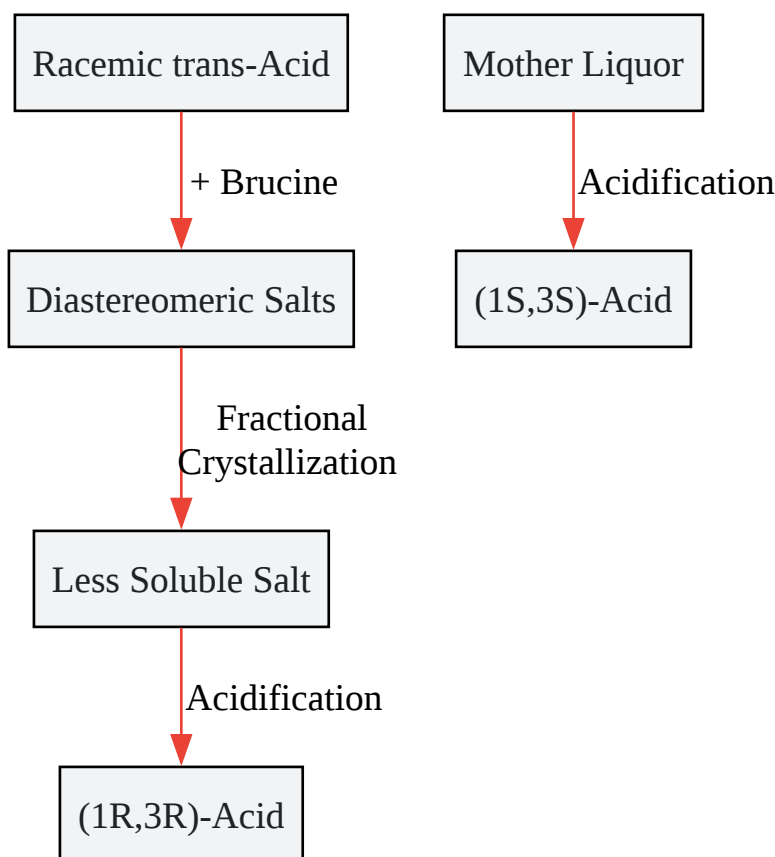 Racemic trans-Acid
Mother Liquor
+ Brucine
Acidification
Diastereomeric Salts
(1S,3S)-Acid
Fractional
Crystallization
Less Soluble Salt
Acidification
(1R,3R)-Acid